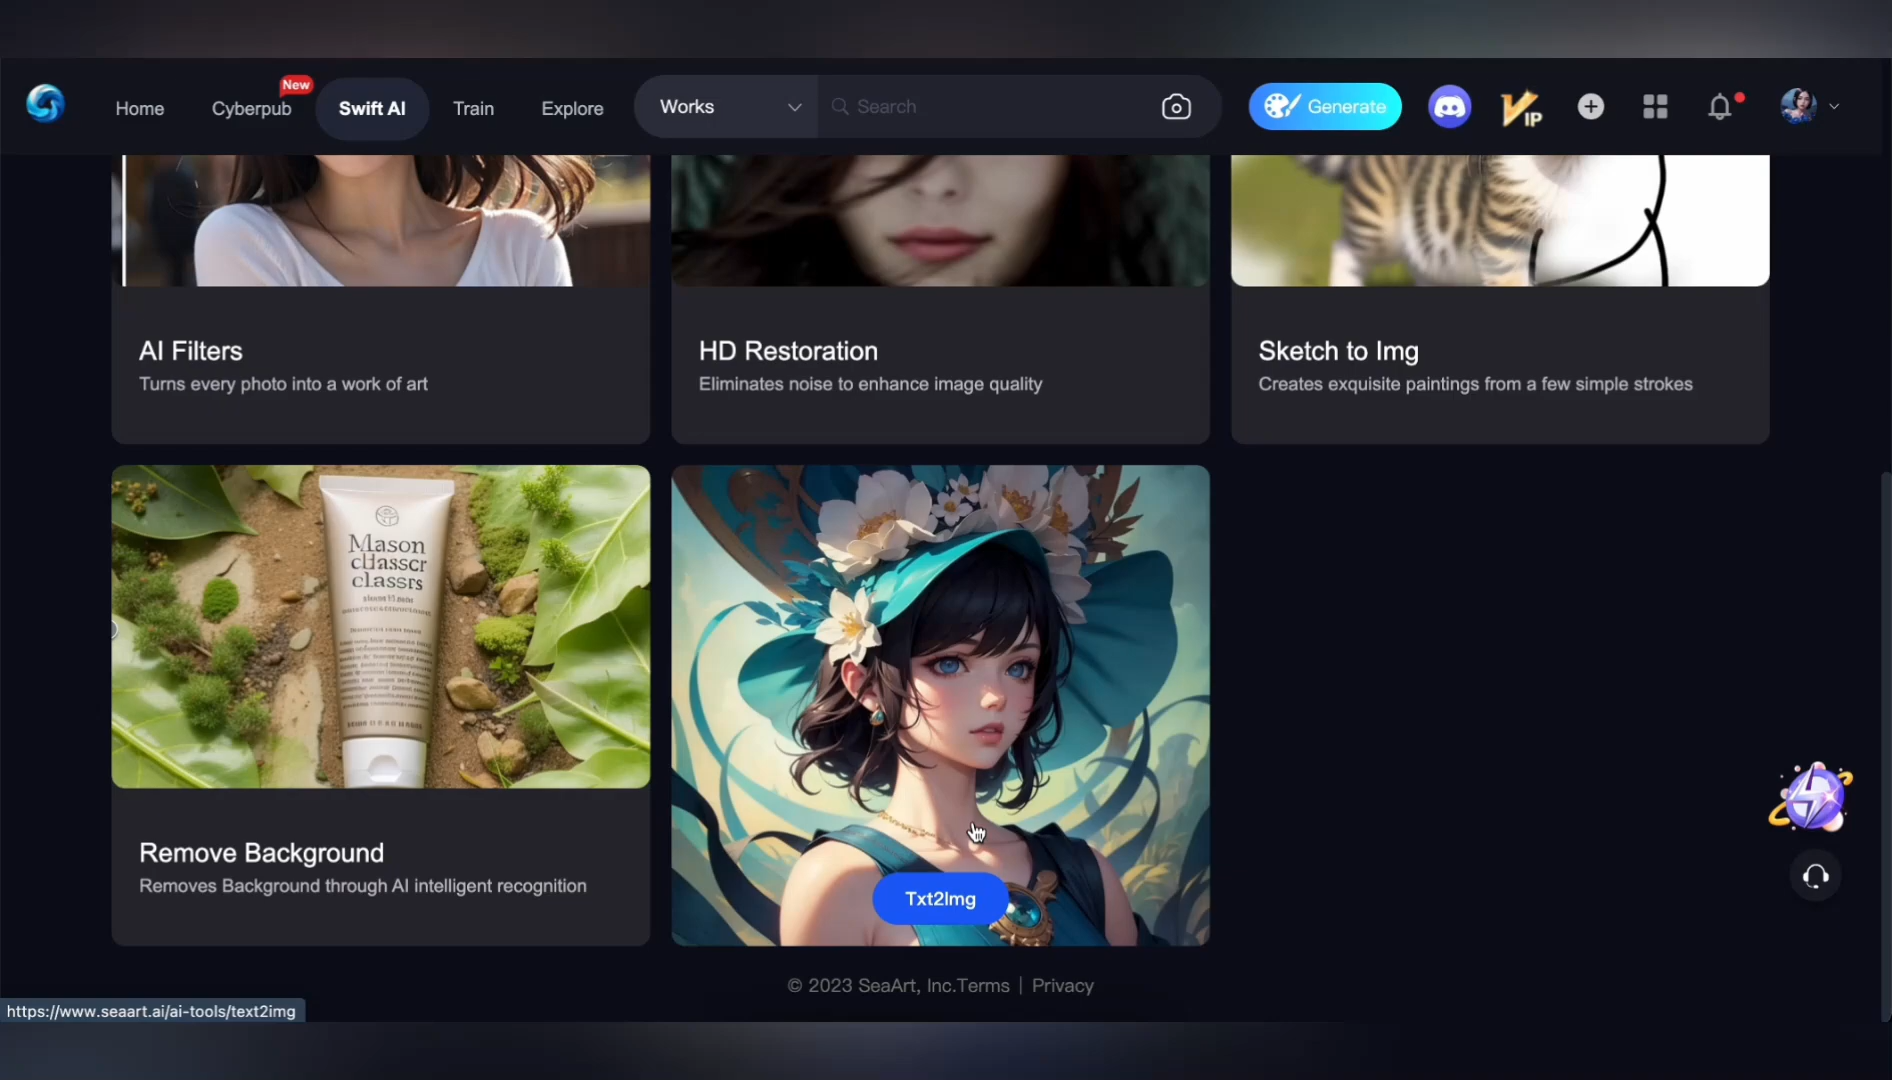 Home
Cyberpub
New
Swift AI
Train
Explore
Works
Search
Generate
VIP
AI Filters
Turns every photo into a work of art
HD Restoration
Eliminates noise to enhance image quality
Sketch to Img
Creates exquisite paintings from a few simple strokes
Mason
cHasscr
classrs
Remove Background
Removes Background through AI intelligent recognition
Txt2Img
© 2023 SeaArt, Inc.Terms | Privacy
https://www.seaart.ai/ai-tools/text2img